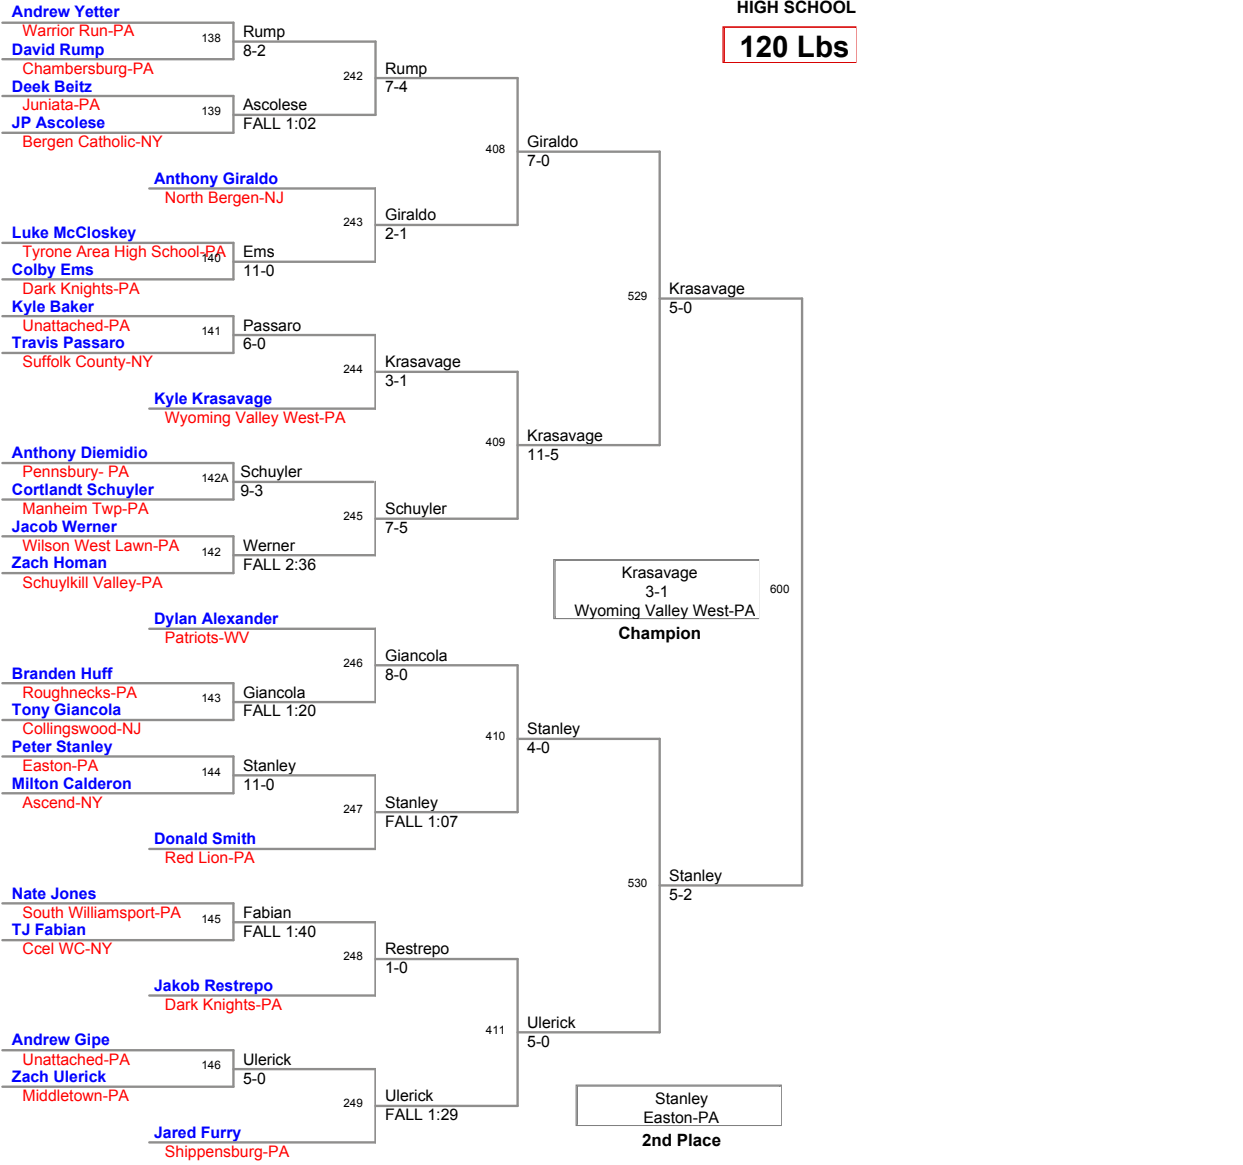 HIGH SCHOOL
120 Lbs
Andrew Yetter
Warrior Run-PA
138
Rump
8-2
David Rump
Chambersburg-PA
242
Rump
7-4
Deek Beitz
Juniata-PA
139
Ascolese
FALL 1:02
JP Ascolese
Bergen Catholic-NY
408
Giraldo
7-0
Anthony Giraldo
North Bergen-NJ
243
Giraldo
2-1
Luke McCloskey
Tyrone Area High School-PA
140
Ems
11-0
Colby Ems
Dark Knights-PA
529
Krasavage
5-0
Kyle Baker
Unattached-PA
141
Passaro
6-0
Travis Passaro
Suffolk County-NY
244
Krasavage
3-1
Kyle Krasavage
Wyoming Valley West-PA
409
Krasavage
11-5
Anthony Diemidio
Pennsbury- PA
142A
Schuyler
9-3
Cortlandt Schuyler
Manheim Twp-PA
245
Schuyler
7-5
Jacob Werner
Wilson West Lawn-PA
142
Werner
FALL 2:36
Zach Homan
Schuylkill Valley-PA
Krasavage
3-1
Wyoming Valley West-PA
600
Champion
Dylan Alexander
Patriots-WV
246
Giancola
8-0
Branden Huff
Roughnecks-PA
143
Giancola
FALL 1:20
Tony Giancola
Collingswood-NJ
410
Stanley
4-0
Peter Stanley
Easton-PA
144
Stanley
11-0
Milton Calderon
Ascend-NY
247
Stanley
FALL 1:07
Donald Smith
Red Lion-PA
530
Stanley
5-2
Nate Jones
South Williamsport-PA
145
Fabian
FALL 1:40
TJ Fabian
Ccel WC-NY
248
Restrepo
1-0
Jakob Restrepo
Dark Knights-PA
411
Ulerick
5-0
Andrew Gipe
Unattached-PA
146
Ulerick
5-0
Zach Ulerick
Middletown-PA
249
Ulerick
FALL 1:29
Jared Furry
Shippensburg-PA
Stanley
Easton-PA
2nd Place